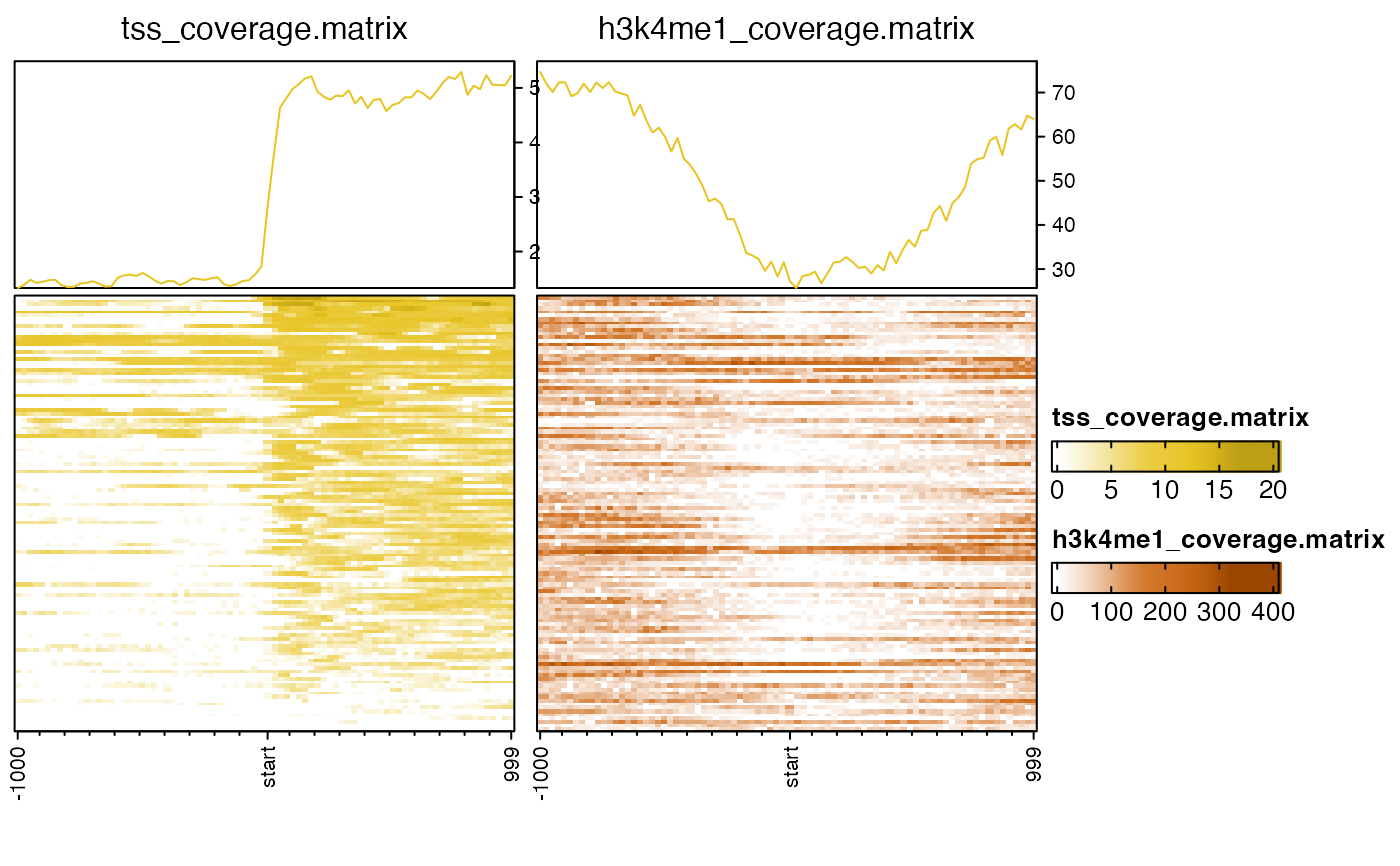 tss_coverage.matrix
h3k4me1_coverage.matrix
5
4
3
2
70
60
50
40
30
tss_coverage.matrix
0 5 10 15 20
h3k4me1_coverage.matrix
0 100 200 300 400
-1000 start 999
-1000 start 999